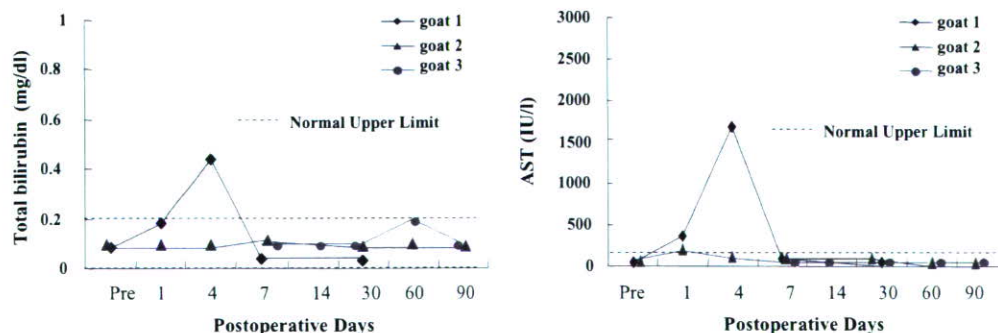 Total bilirubin (mg/dl)
1
0.8
0.6
0.4
0.2
0
goat 1
goat 2
goat 3
Normal Upper Limit
Pre 1 4 7 14 30 60 90
Postoperative Days
AST (IU/l)
3000
2500
2000
1500
1000
500
0
goat 1
goat 2
goat 3
Normal Upper Limit
Pre 1 4 7 14 30 60 90
Postoperative Days